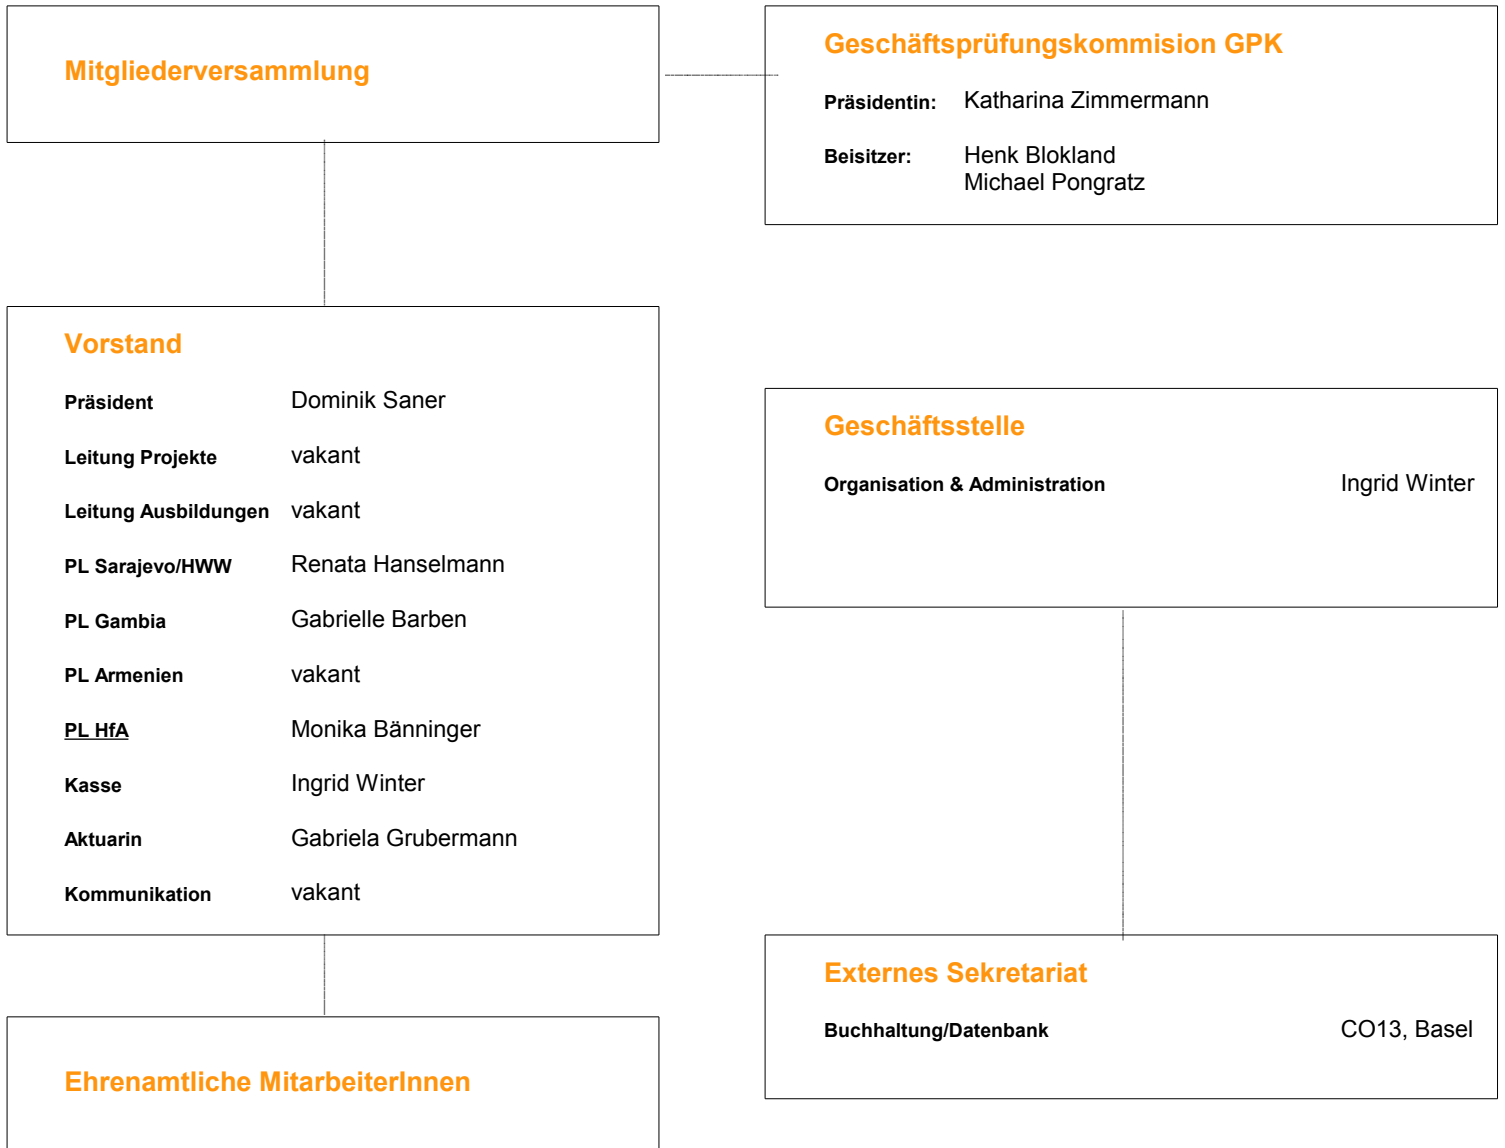 Mitgliederversammlung
Geschäftsprüfungskommision GPK
Präsidentin: Katharina Zimmermann
Beisitzer: Henk Blokland
Michael Pongratz
Vorstand
Präsident Dominik Saner
Leitung Projekte vakant
Leitung Ausbildungen vakant
PL Sarajevo/HWW Renata Hanselmann
PL Gambia Gabrielle Barben
PL Armenien vakant
PL HfA Monika Bänninger
Kasse Ingrid Winter
Aktuarin Gabriela Grubermann
Kommunikation vakant
Geschäftsstelle
Organisation & Administration Ingrid Winter
Externes Sekretariat
Buchhaltung/Datenbank CO13, Basel
Ehrenamtliche MitarbeiterInnen